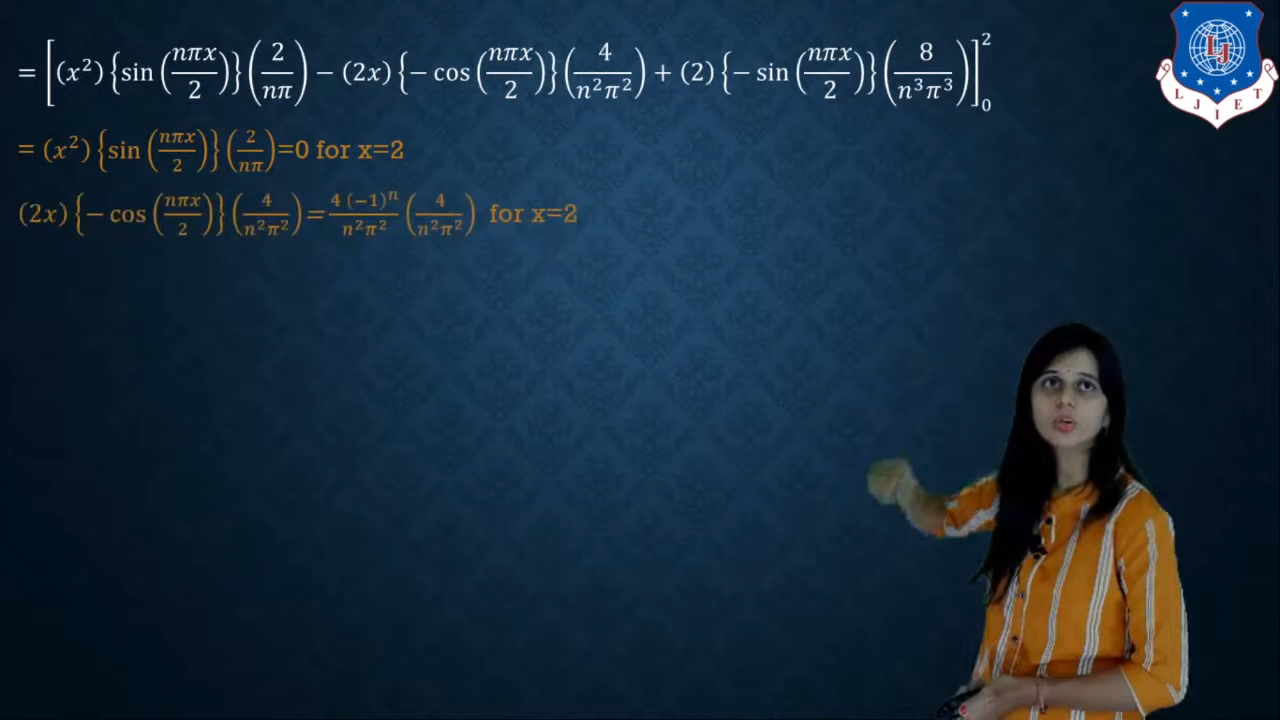 = [(x²) {sin (nπx/2)} (2/nπ) − (2x) {− cos (nπx/2)} (4/n²π²) + (2) {− sin (nπx/2)} (8/n³π³)]₀²
= (x²) {sin (nπx/2)} (2/nπ)=0 for x=2
(2x) {− cos (nπx/2)} (4/n²π²) = 4 (−1)ⁿ/n²π² (4/n²π²) for x=2
LJ
L J I E T